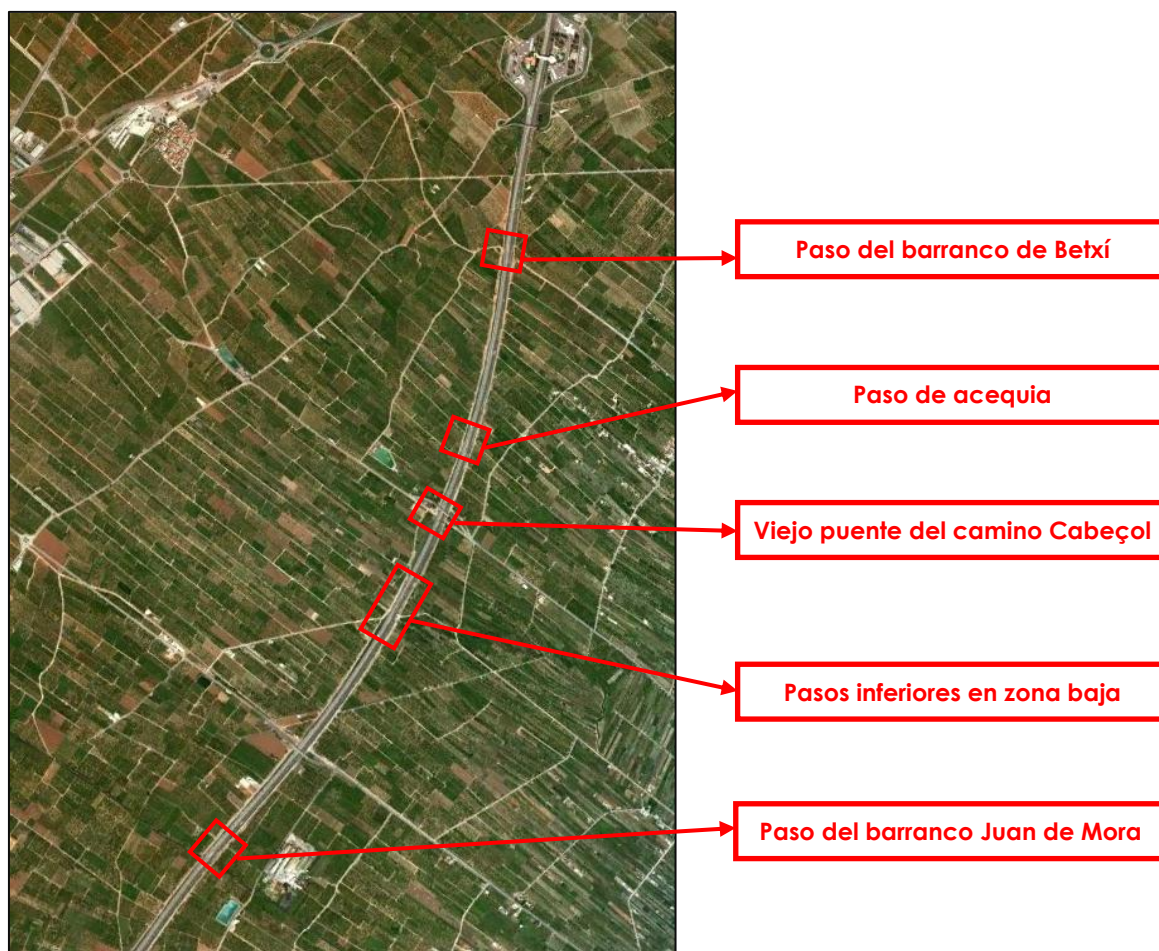 Paso del barranco de Betxí
Paso de acequia
Viejo puente del camino Cabeçol
Pasos inferiores en zona baja
Paso del barranco Juan de Mora